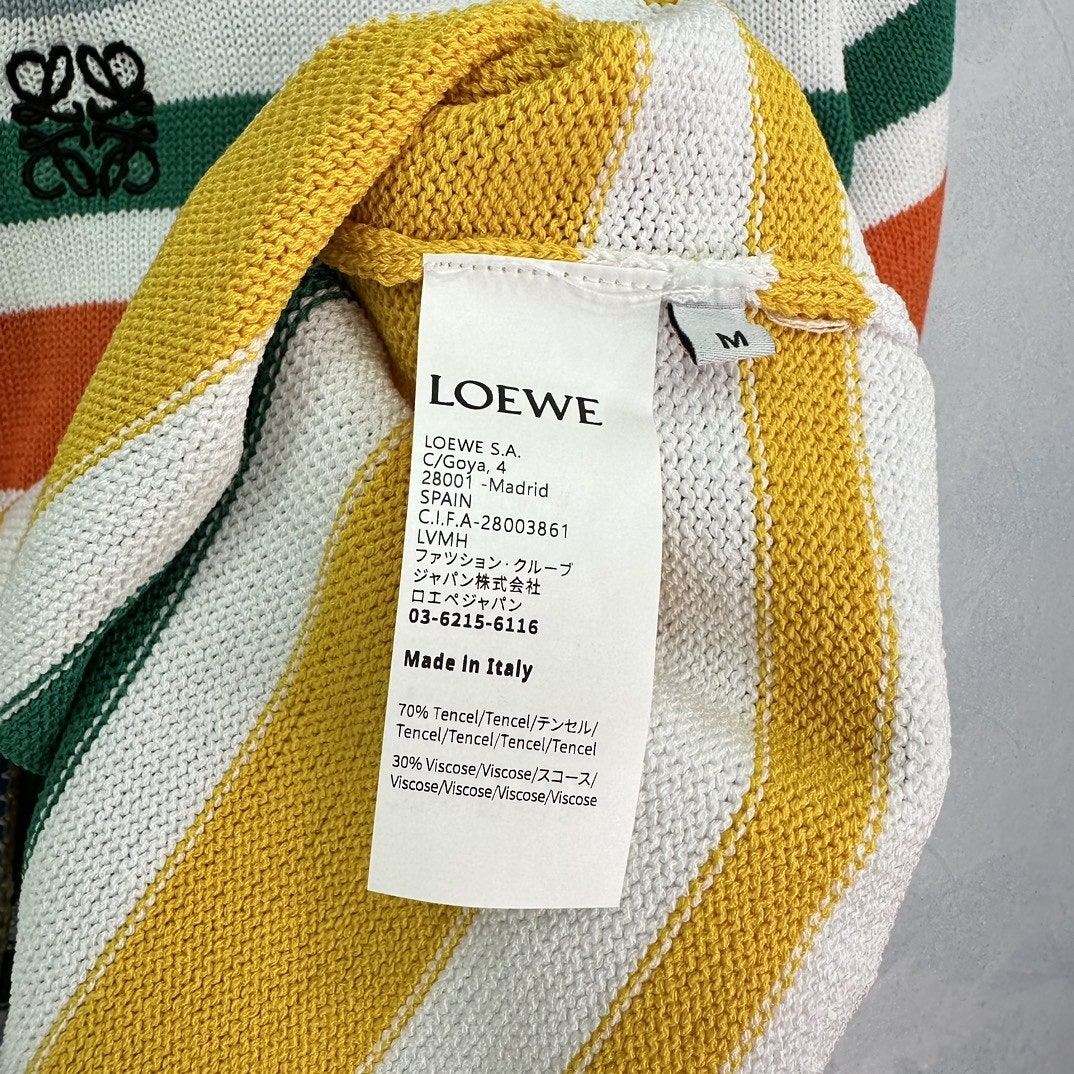 LOEWE
M
LOEWE S.A.
C/Goya, 4
28001 -Madrid
SPAIN
C.I.F.A-28003861
LVMH
ファツション・クループ
ジャパン株式会社
ロエペジャパン
03-6215-6116
Made in Italy
70% Tencel/Tencel/テンセル/
Tencel/Tencel/Tencel/Tencel
30% Viscose/Viscose/スコース/
Viscose/Viscose/Viscose/Viscose